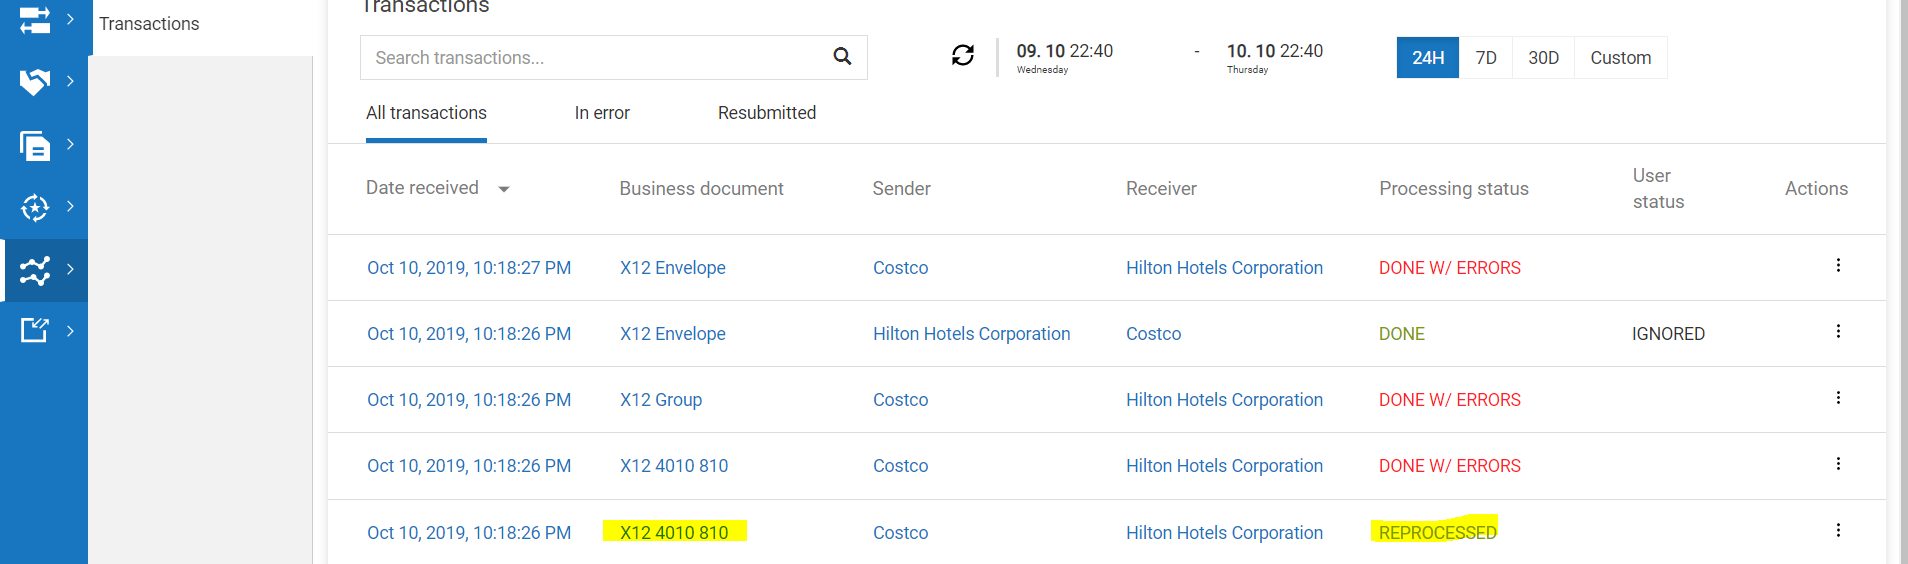 Transactions
Transactions
Search transactions...
09. 10 22:40 - 10. 10 22:40
Wednesday Thursday
24H 7D 30D Custom
All transactions In error Resubmitted
Date received Business document Sender Receiver Processing status User status Actions
Oct 10, 2019, 10:18:27 PM X12 Envelope Costco Hilton Hotels Corporation DONE W/ ERRORS
Oct 10, 2019, 10:18:26 PM X12 Envelope Hilton Hotels Corporation Costco DONE IGNORED
Oct 10, 2019, 10:18:26 PM X12 Group Costco Hilton Hotels Corporation DONE W/ ERRORS
Oct 10, 2019, 10:18:26 PM X12 4010 810 Costco Hilton Hotels Corporation DONE W/ ERRORS
Oct 10, 2019, 10:18:26 PM X12 4010 810 Costco Hilton Hotels Corporation REPROCESSED